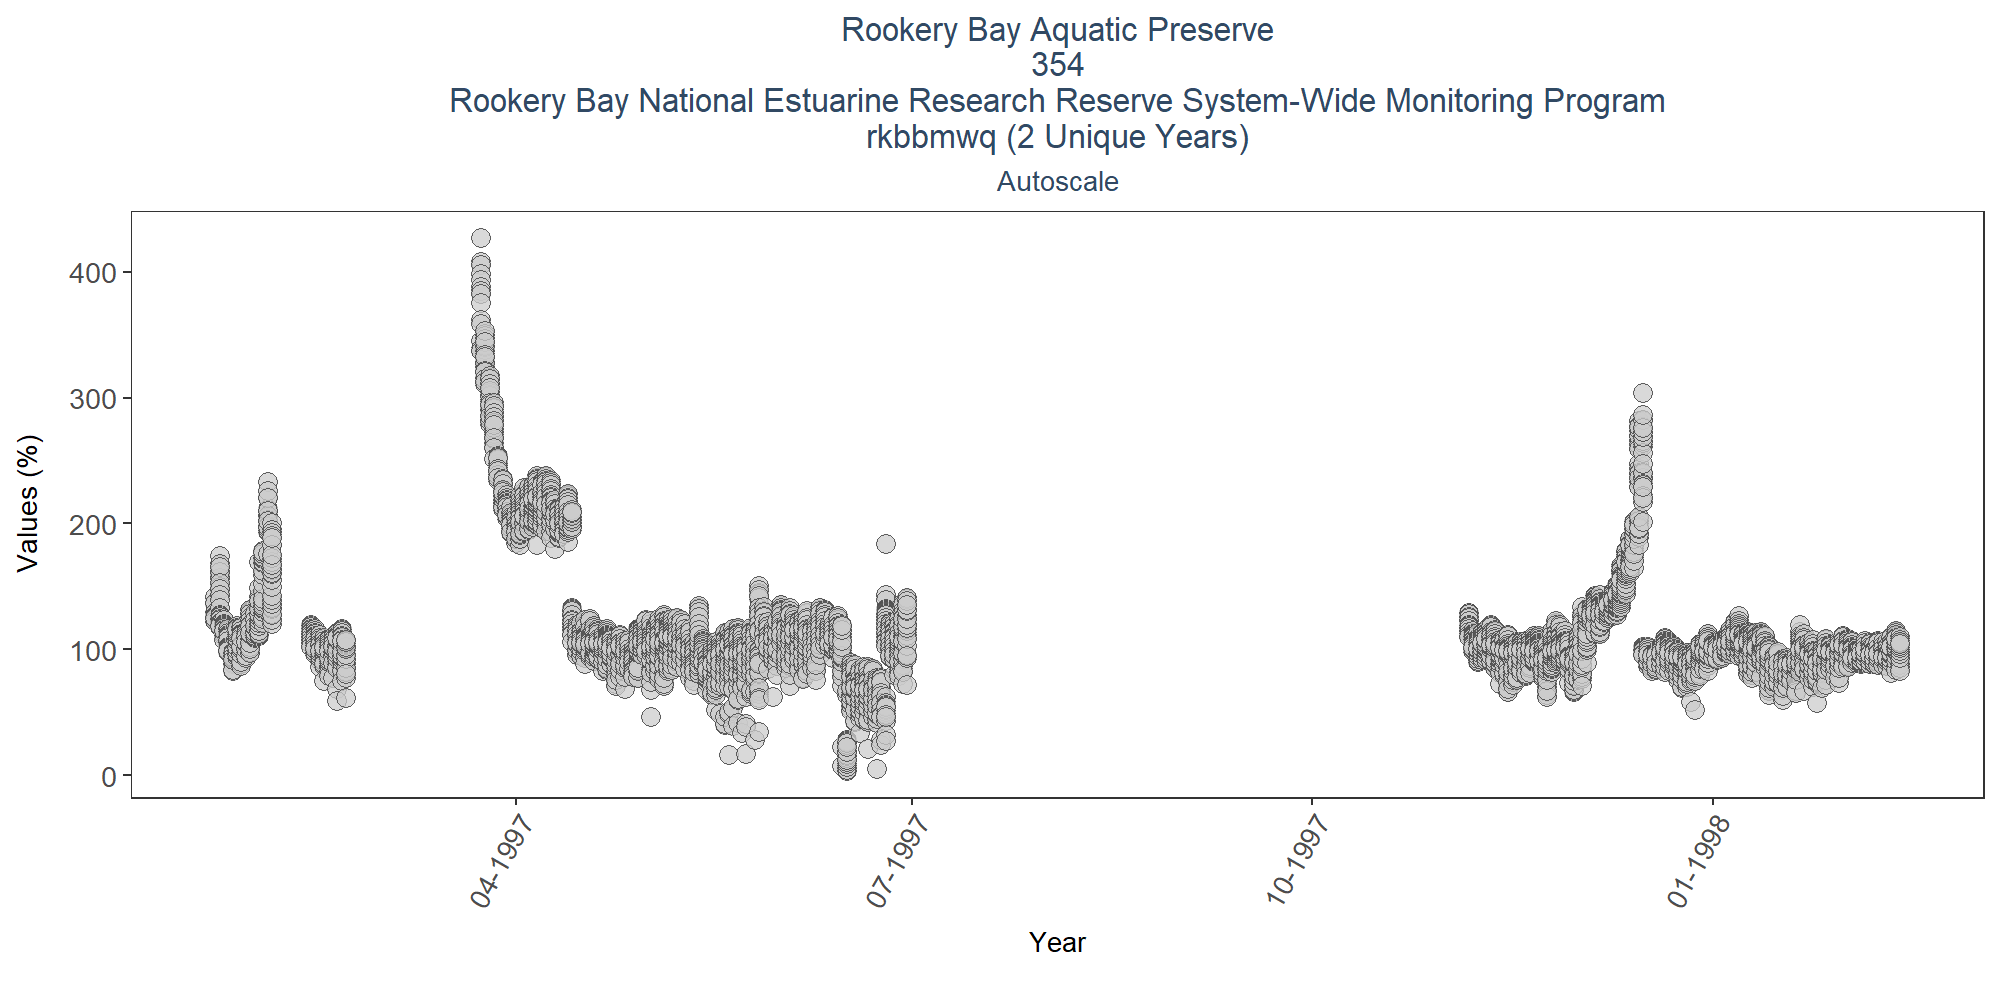 Rookery Bay Aquatic Preserve
354
Rookery Bay National Estuarine Research Reserve System-Wide Monitoring Program
rkbbmwq (2 Unique Years)
Autoscale
Values (%)
400
300
200
100
0
04-1997
07-1997
10-1997
01-1998
Year